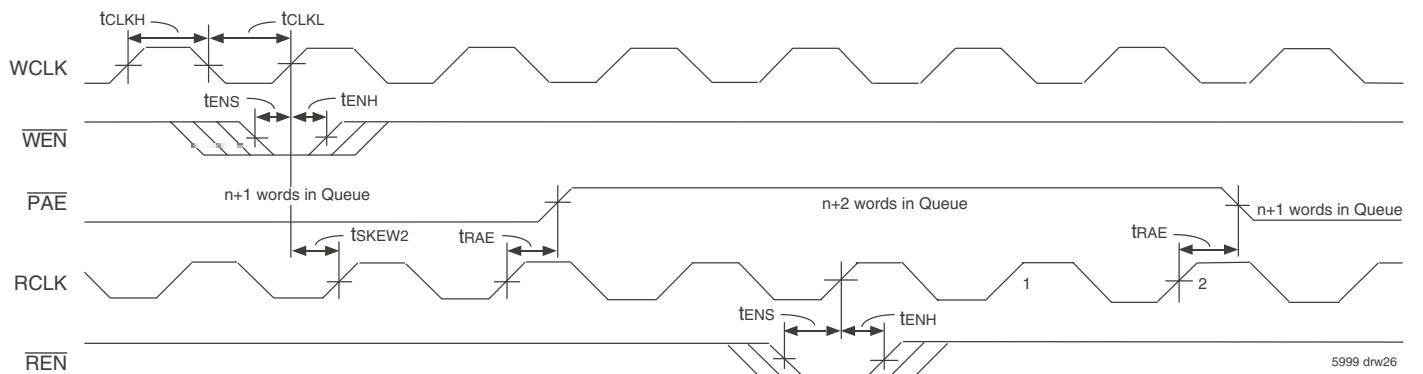 tCLKH
tCLKL
WCLK
tENS
tENH
WEN
n+1 words in Queue
PAE
n+2 words in Queue
n+1 words in Queue
tSKEW2
tRAE
tRAE
RCLK
1
2
tENS
tENH
REN
5999 drw26